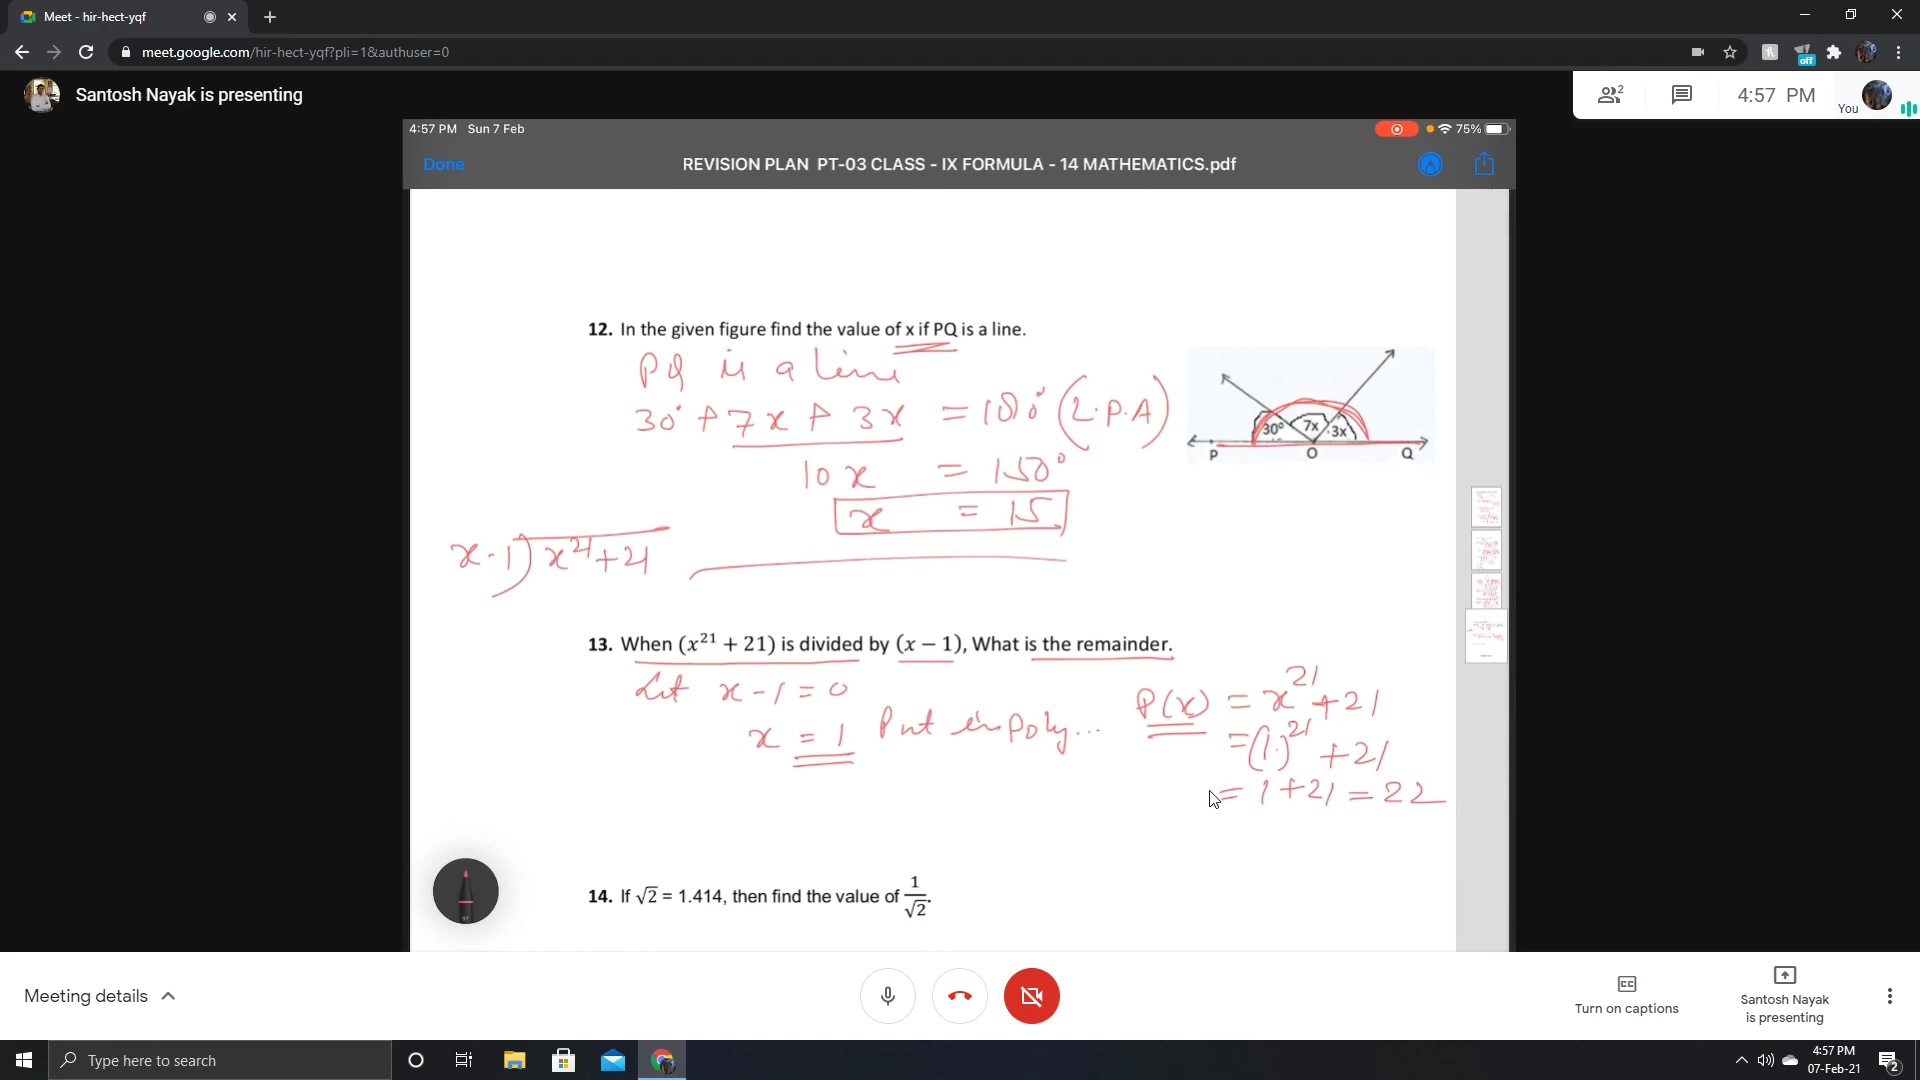 Meet - hir-hect-yqf
meet.google.com/hir-hect-yqf?pli=1&authuser=0
off
Santosh Nayak is presenting
2
4:57 PM
You
4:57 PM Sun 7 Feb
75%
Done
REVISION PLAN PT-03 CLASS - IX FORMULA - 14 MATHEMATICS.pdf
12. In the given figure find the value of x if PQ is a line.
PQ is a line
30° + 7x + 3x = 180° (L.P.A)
10x = 150°
x = 15
30° 7x 3x
P O Q
x-1) x²¹+21
13. When (x²¹ + 21) is divided by (x − 1), What is the remainder.
Let x-1=0
x = 1 Put in poly...
P(x) = x²¹+21
=(1)²¹ +21
= 1+21 = 22
14. If √2 = 1.414, then find the value of 1/√2.
Meeting details
Turn on captions
Santosh Nayak
is presenting
Type here to search
4:57 PM
07-Feb-21
2